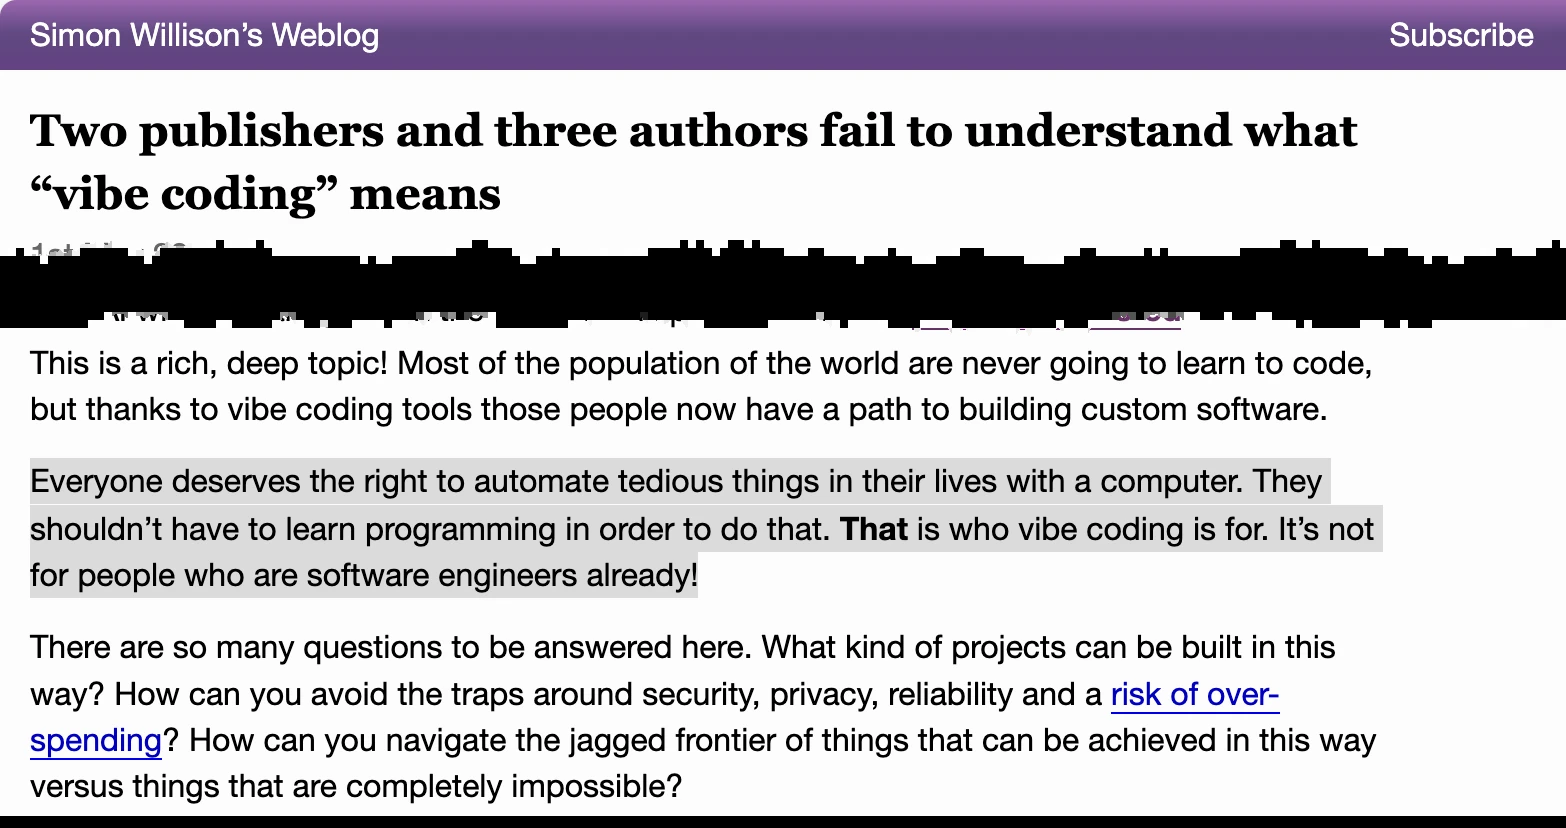 Simon Willison’s Weblog
Subscribe
Two publishers and three authors fail to understand what
“vibe coding” means
This is a rich, deep topic! Most of the population of the world are never going to learn to code,
but thanks to vibe coding tools those people now have a path to building custom software.
Everyone deserves the right to automate tedious things in their lives with a computer. They
shouldn’t have to learn programming in order to do that. That is who vibe coding is for. It’s not
for people who are software engineers already!
There are so many questions to be answered here. What kind of projects can be built in this
way? How can you avoid the traps around security, privacy, reliability and a risk of over-
spending? How can you navigate the jagged frontier of things that can be achieved in this way
versus things that are completely impossible?